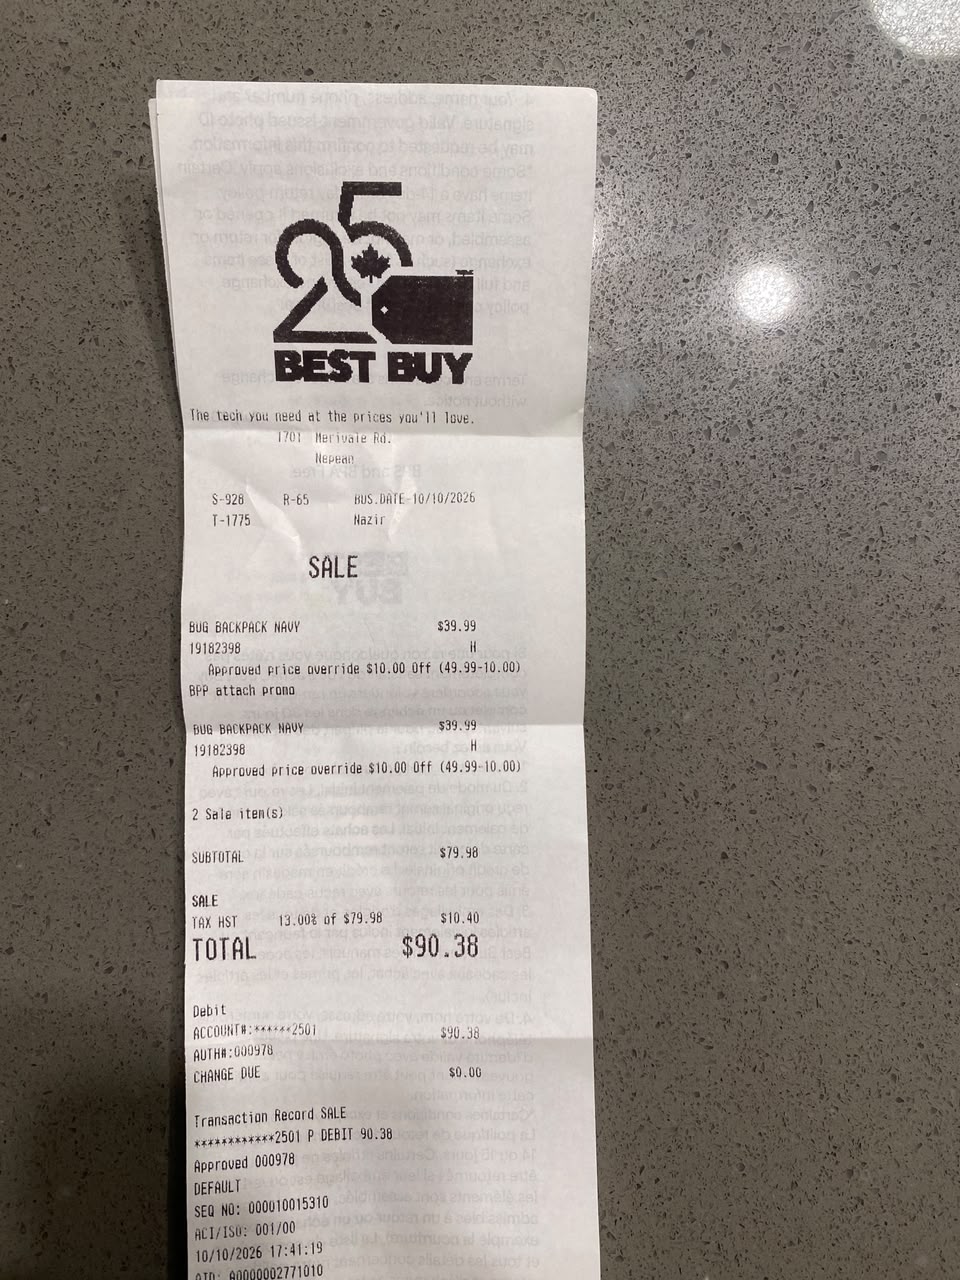 25
BEST BUY
The tech you need at the prices you'll love.
1701 Merivale Rd.
Nepean
S-928 R-65 BUS.DATE-10/10/2026
T-1775 Nazir
SALE
BUG BACKPACK NAVY $39.99
19182398 H
Approved price override $10.00 Off (49.99-10.00)
BPP attach promo
BUG BACKPACK NAVY $39.99
19182398 H
Approved price override $10.00 Off (49.99-10.00)
2 Sale item(s)
SUBTOTAL $79.98
SALE
TAX HST 13.00% of $79.98 $10.40
TOTAL $90.38
Debit
ACCOUNT#:******2501 $90.38
AUTH#:000978
CHANGE DUE $0.00
Transaction Record SALE
************2501 P DEBIT 90.38
Approved 000978
DEFAULT
SEQ NO: 000010015310
ACI/ISO: 001/00
10/10/2026 17:41:19
AID: A0000002771010